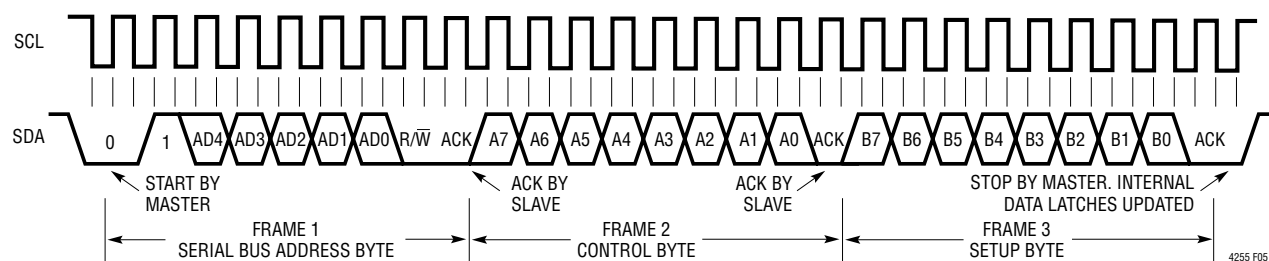 SCL
SDA 0 1 AD4 AD3 AD2 AD1 AD0 R/W̅ ACK A7 A6 A5 A4 A3 A2 A1 A0 ACK B7 B6 B5 B4 B3 B2 B1 B0 ACK
START BY
MASTER
ACK BY
SLAVE
ACK BY
SLAVE
STOP BY MASTER. INTERNAL
DATA LATCHES UPDATED
FRAME 1
SERIAL BUS ADDRESS BYTE
FRAME 2
CONTROL BYTE
FRAME 3
SETUP BYTE
4255 F05